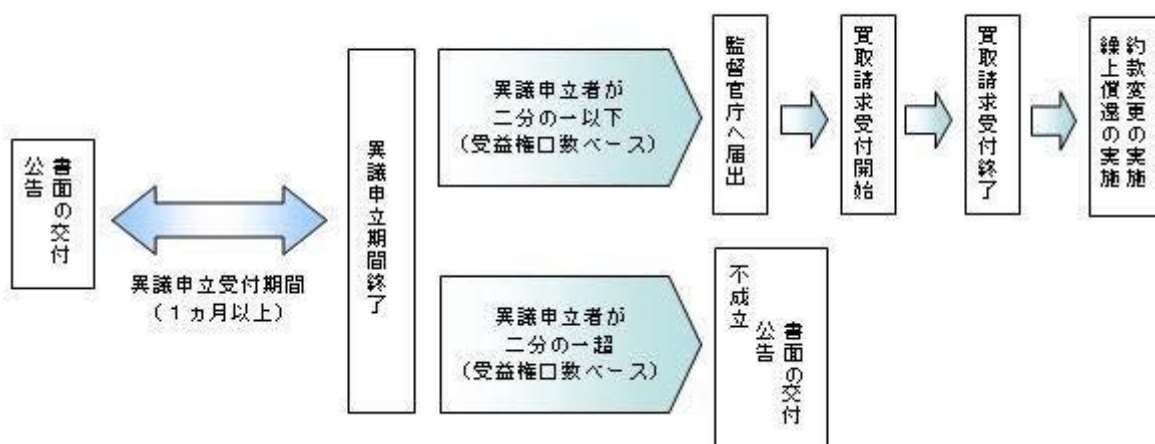 書面の交付
公告
異議申立受付期間
(1ヵ月以上)
異議申立期間終了
異議申立者が
二分の一以下
(受益権口数ベース)
監督官庁へ届出
買取請求受付開始
買取請求受付終了
約款変更の実施
繰上償還の実施
異議申立者が
二分の一超
(受益権口数ベース)
不成立
書面の交付
公告